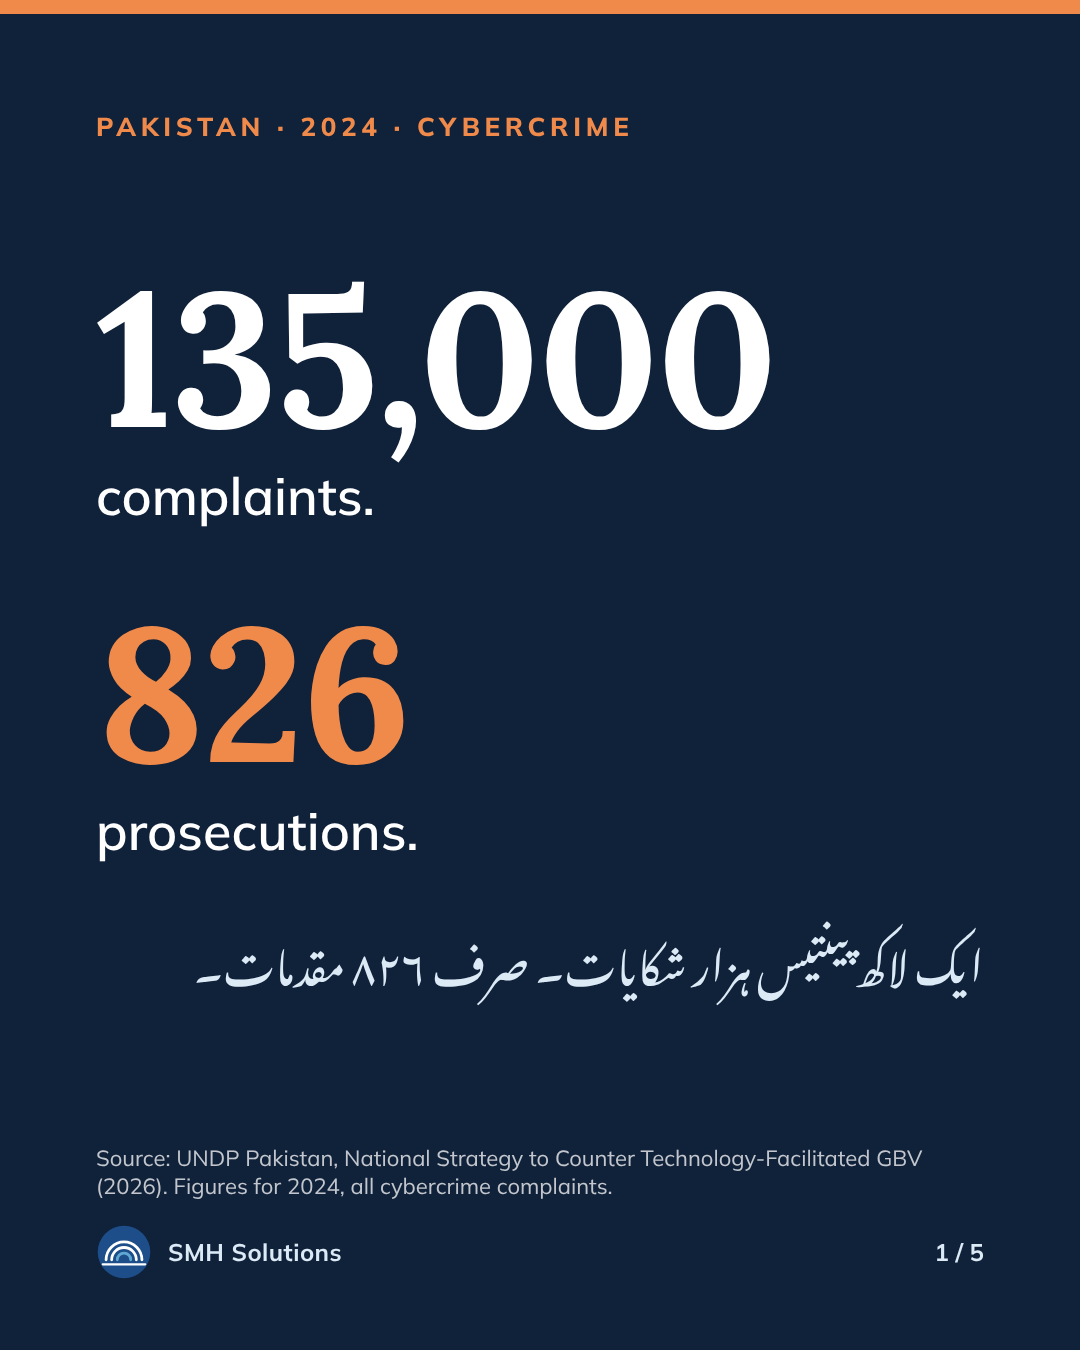 PAKISTAN · 2024 · CYBERCRIME
135,000
complaints.
826
prosecutions.
ایک لاکھ پینتیس ہزار شکایات۔ صرف ٨٢٦ مقدمات۔
Source: UNDP Pakistan, National Strategy to Counter Technology-Facilitated GBV
(2026). Figures for 2024, all cybercrime complaints.
SMH Solutions
1 / 5